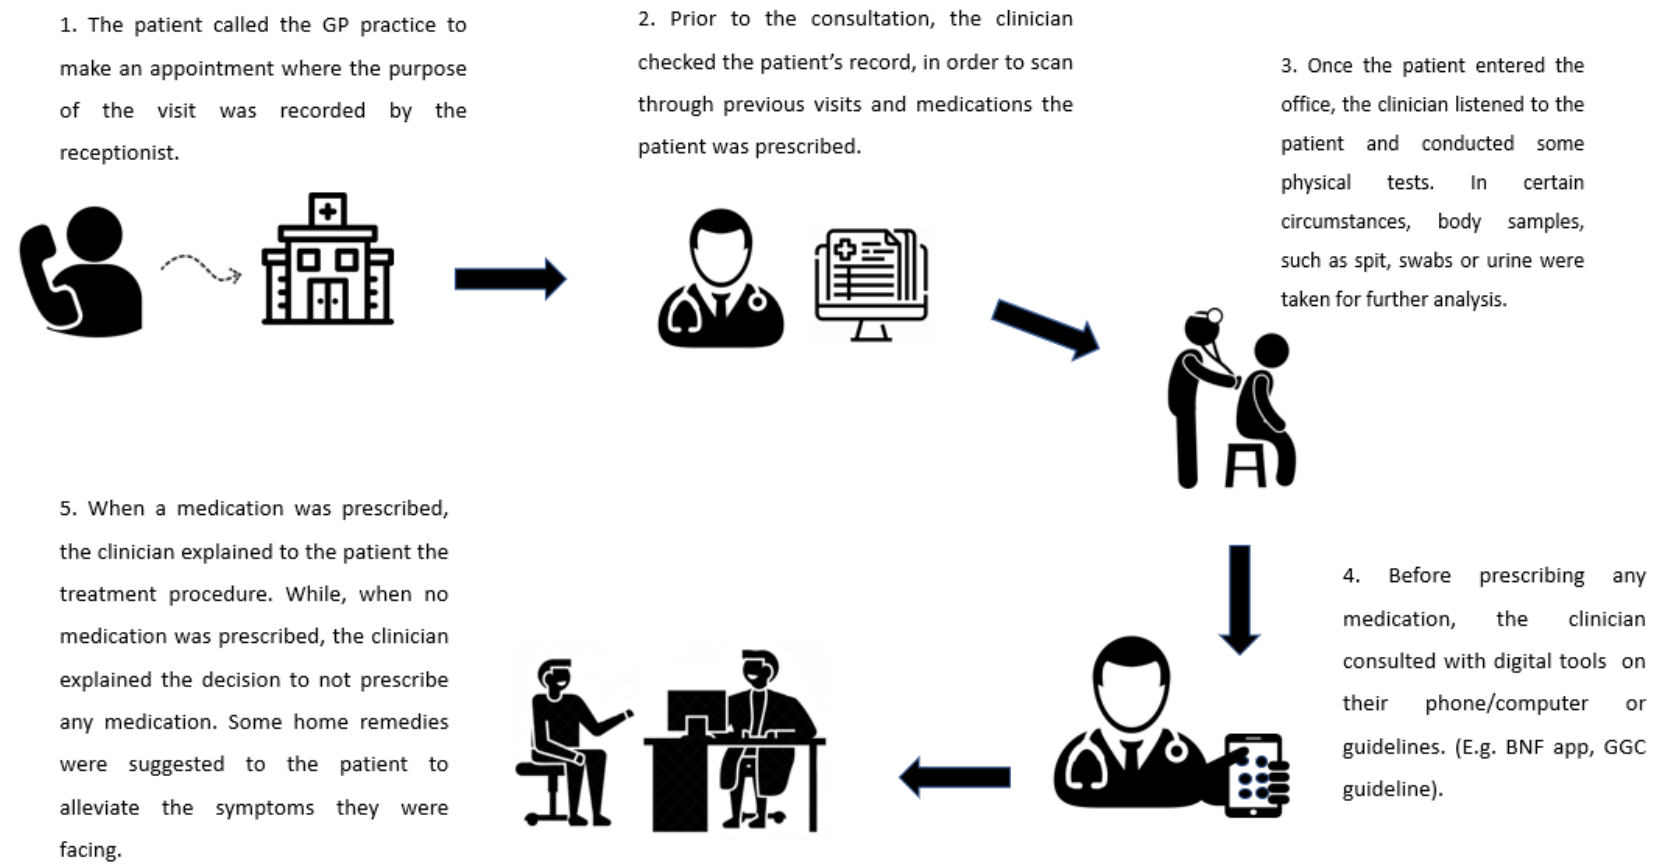 1. The patient called the GP practice to
make an appointment where the purpose
of the visit was recorded by the
receptionist.
2. Prior to the consultation, the clinician
checked the patient’s record, in order to scan
through previous visits and medications the
patient was prescribed.
3. Once the patient entered the
office, the clinician listened to the
patient and conducted some
physical tests. In certain
circumstances, body samples,
such as spit, swabs or urine were
taken for further analysis.
4. Before prescribing any
medication, the clinician
consulted with digital tools on
their phone/computer or
guidelines. (E.g. BNF app, GGC
guideline).
5. When a medication was prescribed,
the clinician explained to the patient the
treatment procedure. While, when no
medication was prescribed, the clinician
explained the decision to not prescribe
any medication. Some home remedies
were suggested to the patient to
alleviate the symptoms they were
facing.